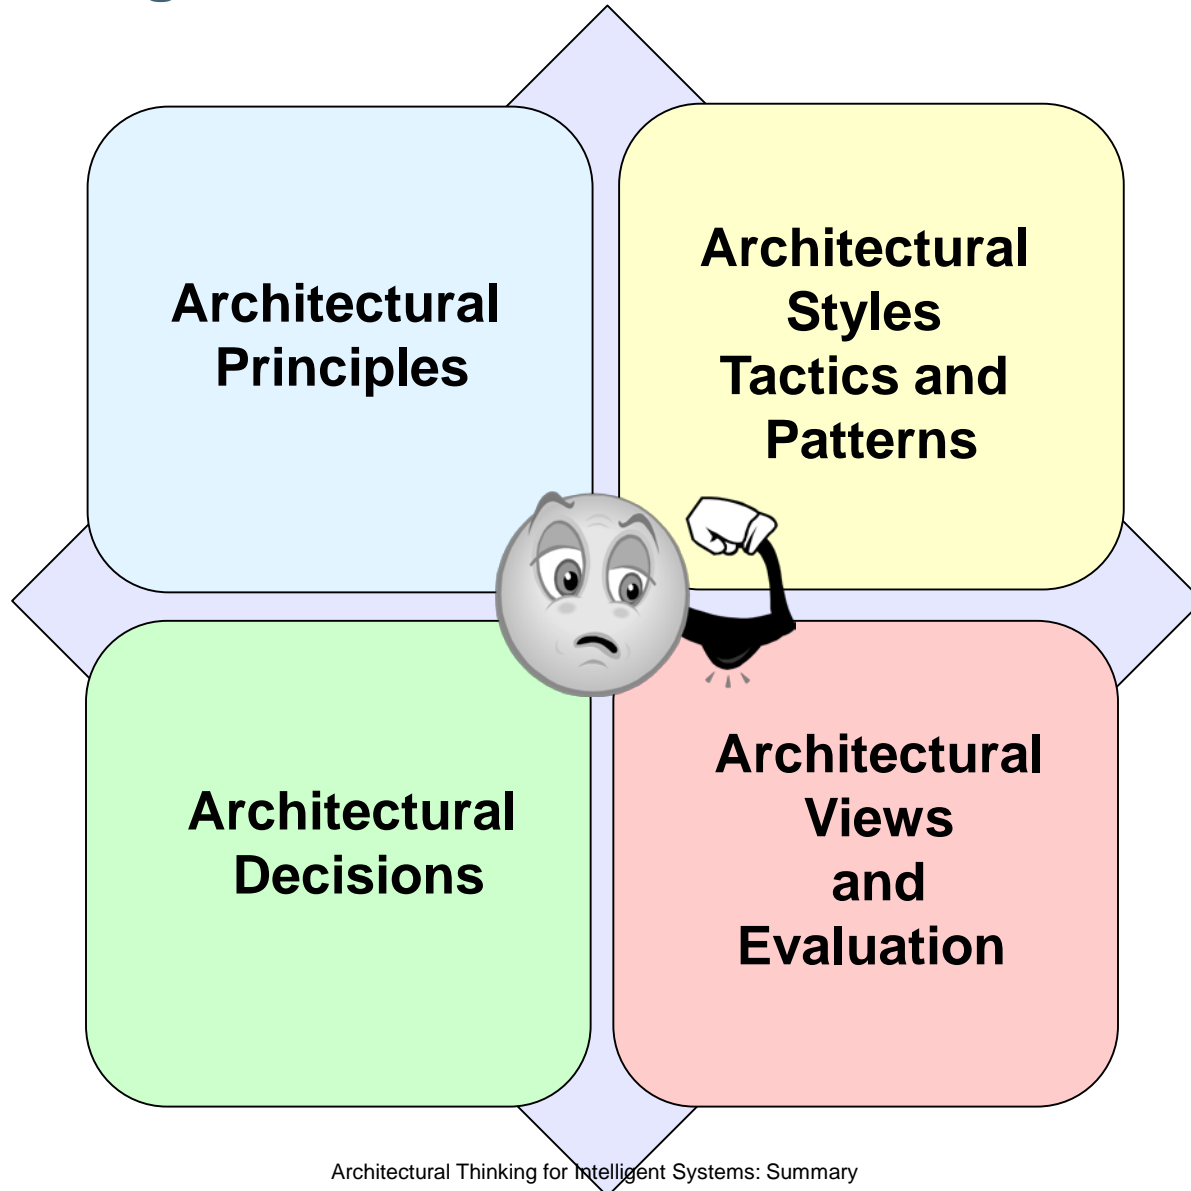 Architectural
Principles
Architectural
Styles
Tactics and
Patterns
Architectural
Decisions
Architectural
Views
and
Evaluation
Architectural Thinking for Intelligent Systems: Summary